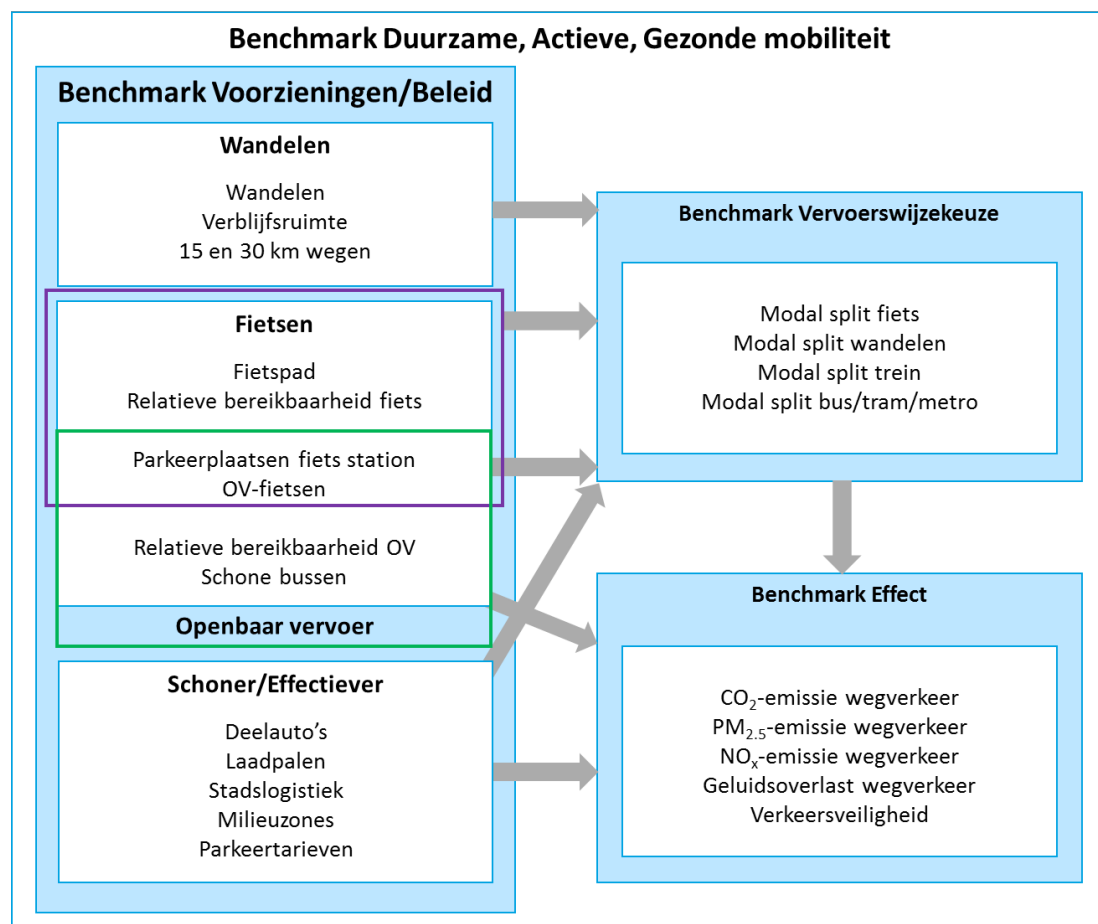 Benchmark Duurzame, Actieve, Gezonde mobiliteit
Benchmark Voorzieningen/Beleid
Wandelen
Wandelen
Verblijfsruimte
15 en 30 km wegen
Fietsen
Fietspad
Relatieve bereikbaarheid fiets
Parkeerplaatsen fiets station
OV-fietsen
Relatieve bereikbaarheid OV
Schone bussen
Openbaar vervoer
Schoner/Effectiever
Deelauto’s
Laadpalen
Stadslogistiek
Milieuzones
Parkeertarieven
Benchmark Vervoerswijzekeuze
Modal split fiets
Modal split wandelen
Modal split trein
Modal split bus/tram/metro
Benchmark Effect
CO₂-emissie wegverkeer
PM₂.₅-emissie wegverkeer
NOₓ-emissie wegverkeer
Geluidsoverlast wegverkeer
Verkeersveiligheid